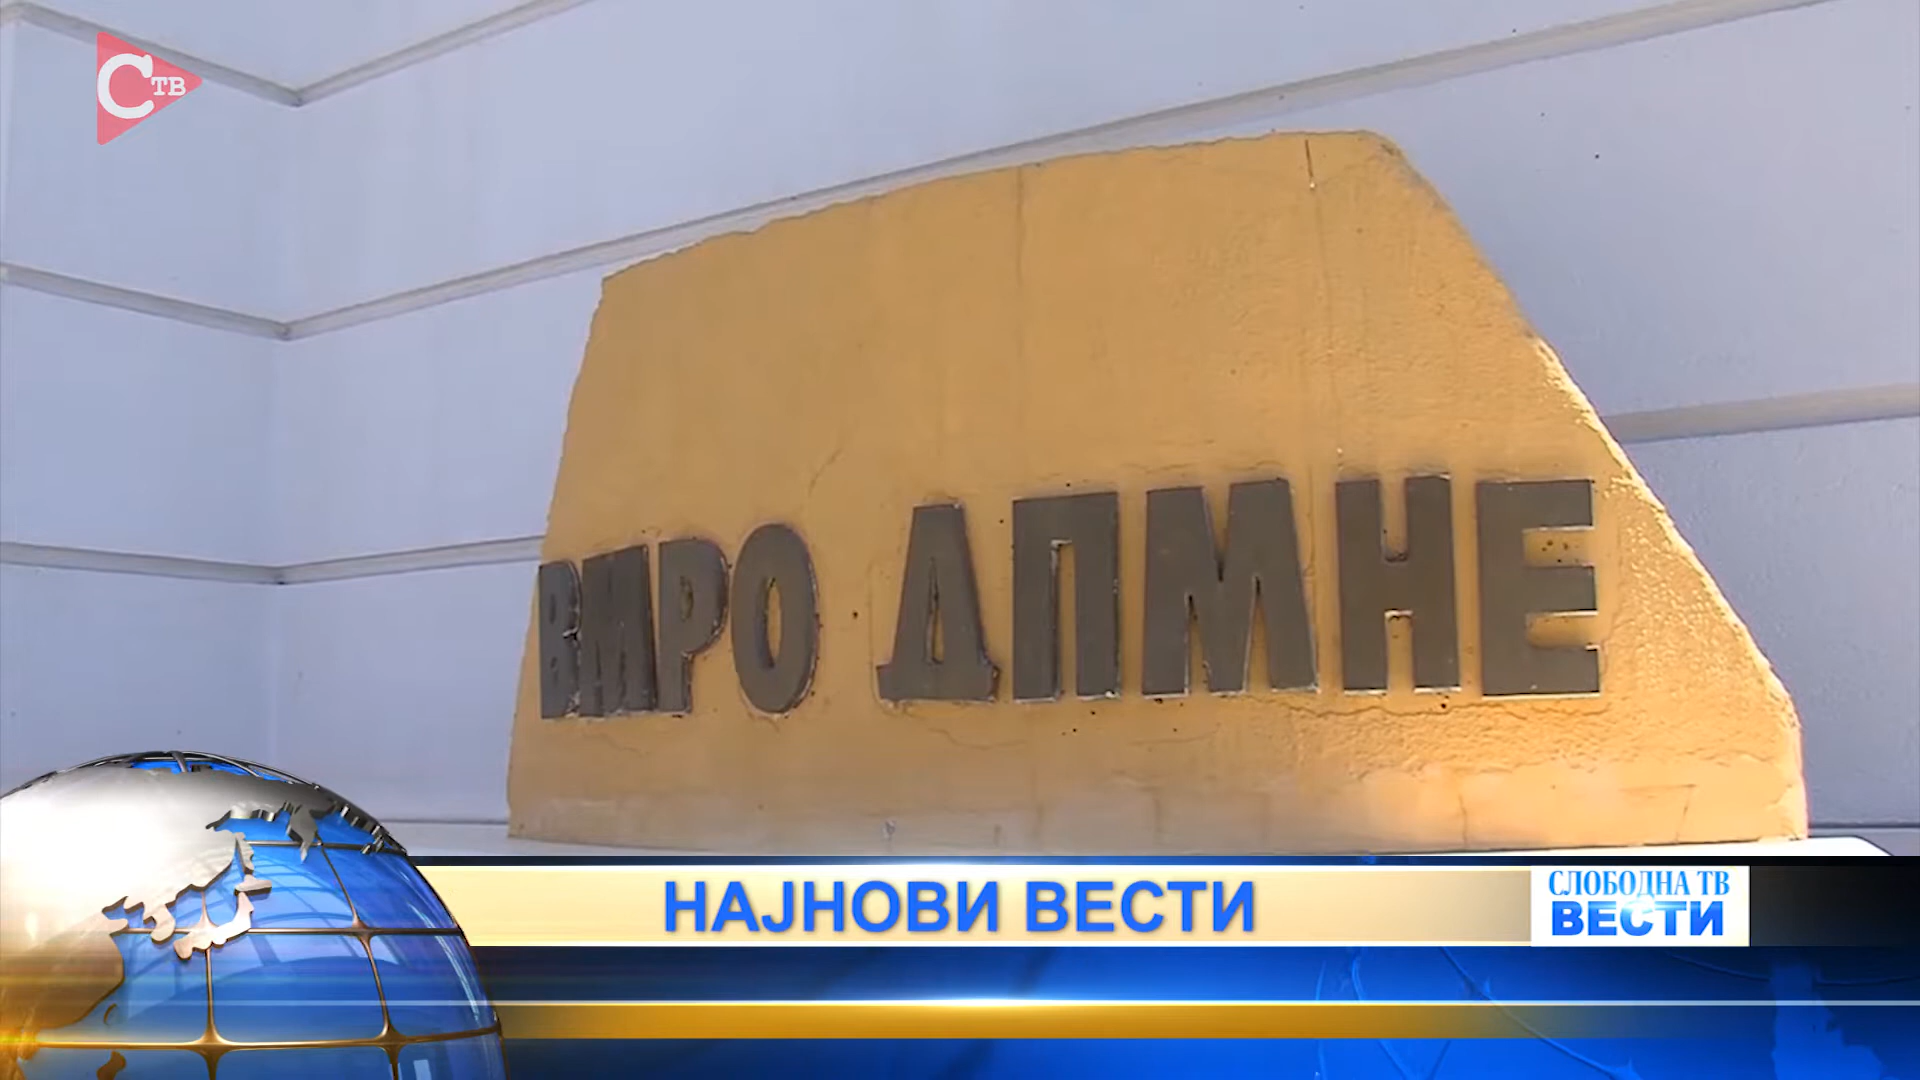 СТВ
ВМРО ДПМНЕ
НАЈНОВИ ВЕСТИ
СЛОБОДНА ТВ
ВЕСТИ